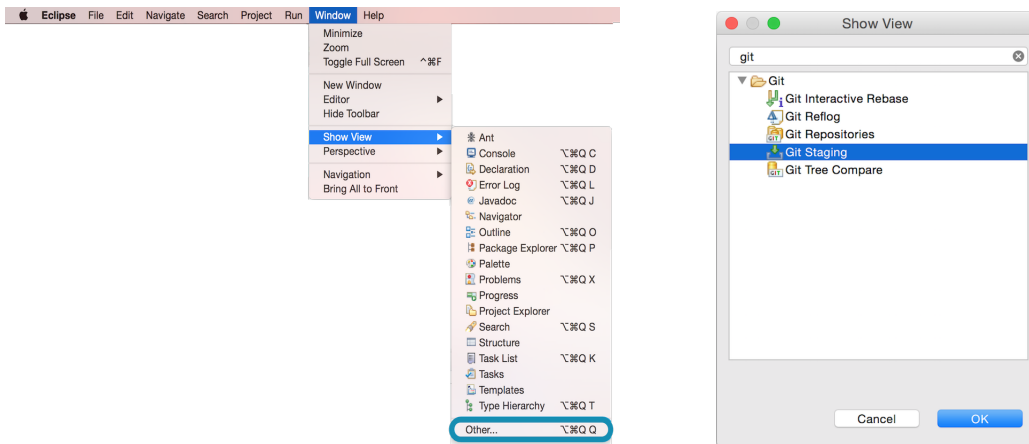 Eclipse File Edit Navigate Search Project Run Window Help
Minimize
Zoom
Toggle Full Screen ^⌘F
New Window
Editor
Hide Toolbar
Show View
Perspective
Navigation
Bring All to Front
Ant
Console ⌥⌘Q C
Declaration ⌥⌘Q D
Error Log ⌥⌘Q L
Javadoc ⌥⌘Q J
Navigator
Outline ⌥⌘Q O
Package Explorer ⌥⌘Q P
Palette
Problems ⌥⌘Q X
Progress
Project Explorer
Search ⌥⌘Q S
Structure
Task List ⌥⌘Q K
Tasks
Templates
Type Hierarchy ⌥⌘Q T
Other... ⌥⌘Q Q
Show View
git
Git
Git Interactive Rebase
Git Reflog
Git Repositories
Git Staging
Git Tree Compare
Cancel OK